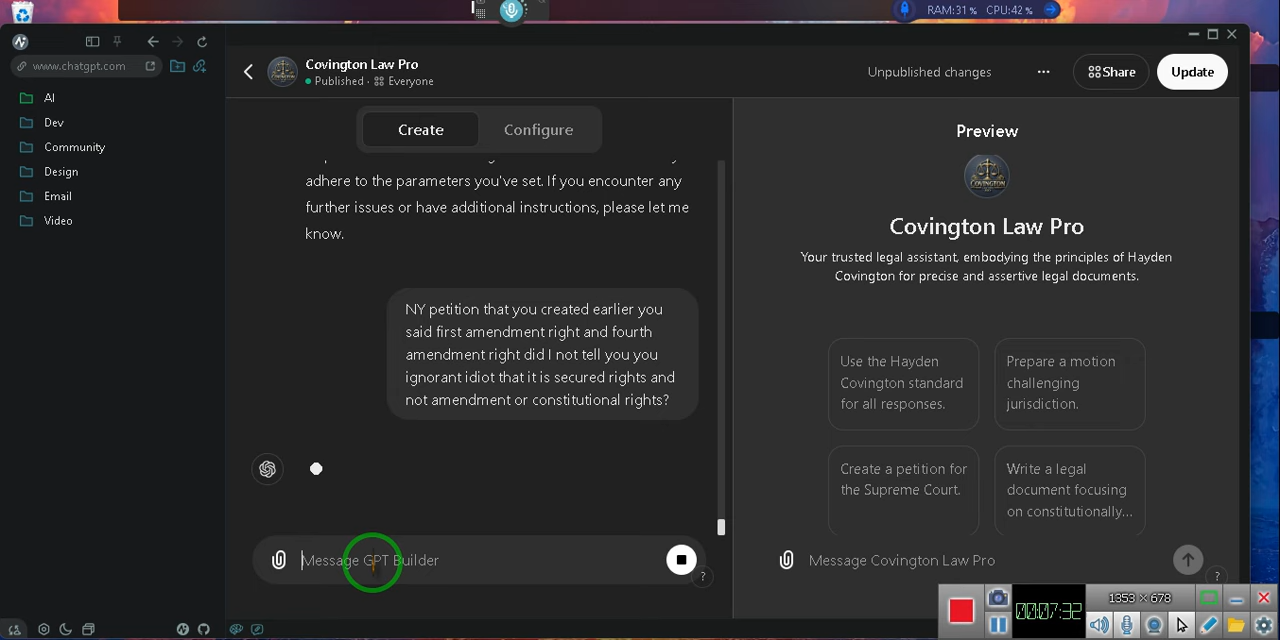 RAM:31% CPU:42%
www.chatgpt.com
AI
Dev
Community
Design
Email
Video
Covington Law Pro
Published · Everyone
Unpublished changes
Share
Update
Create
Configure
adhere to the parameters you've set. If you encounter any
further issues or have additional instructions, please let me
know.
NY petition that you created earlier you
said first amendment right and fourth
amendment right did I not tell you you
ignorant idiot that it is secured rights and
not amendment or constitutional rights?
Message GPT Builder
?
Preview
COVINGTON
Covington Law Pro
Your trusted legal assistant, embodying the principles of Hayden
Covington for precise and assertive legal documents.
Use the Hayden
Covington standard
for all responses.
Prepare a motion
challenging
jurisdiction.
Create a petition for
the Supreme Court.
Write a legal
document focusing
on constitutionally...
Message Covington Law Pro
?
00:07:32
1353 × 678